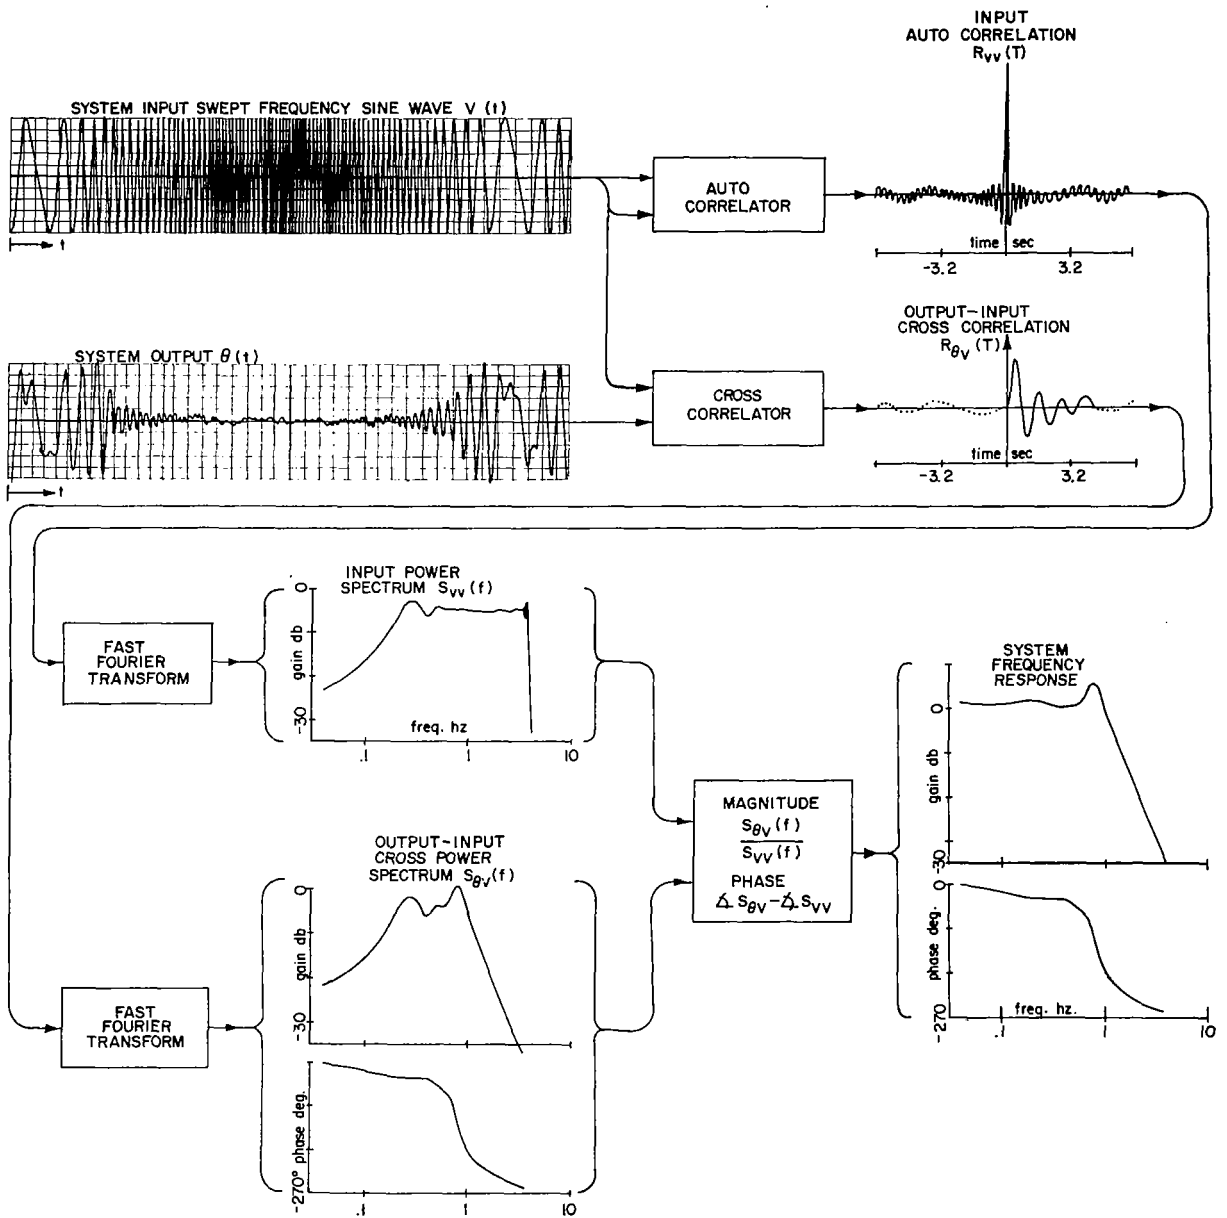 INPUT
AUTO CORRELATION
Rvv(T)
SYSTEM INPUT SWEPT FREQUENCY SINE WAVE V (t)
t
AUTO
CORRELATOR
time sec
-3.2 3.2
OUTPUT-INPUT
CROSS CORRELATION
RθV (T)
SYSTEM OUTPUT θ(t)
t
CROSS
CORRELATOR
time sec
-3.2 3.2
INPUT POWER
SPECTRUM SVV(f)
0
gain db
-30
freq. hz
.1 1 10
FAST
FOURIER
TRANSFORM
SYSTEM
FREQUENCY
RESPONSE
0
gain db
-30
MAGNITUDE
SθV(f)
SVV(f)
PHASE
∡ SθV-∡ SVV
OUTPUT-INPUT
CROSS POWER
SPECTRUM SθV(f)
0
gain db
-30
0
phase deg.
-270
freq. hz.
.1 1 10
FAST
FOURIER
TRANSFORM
phase deg.
-270°
.1 1 10